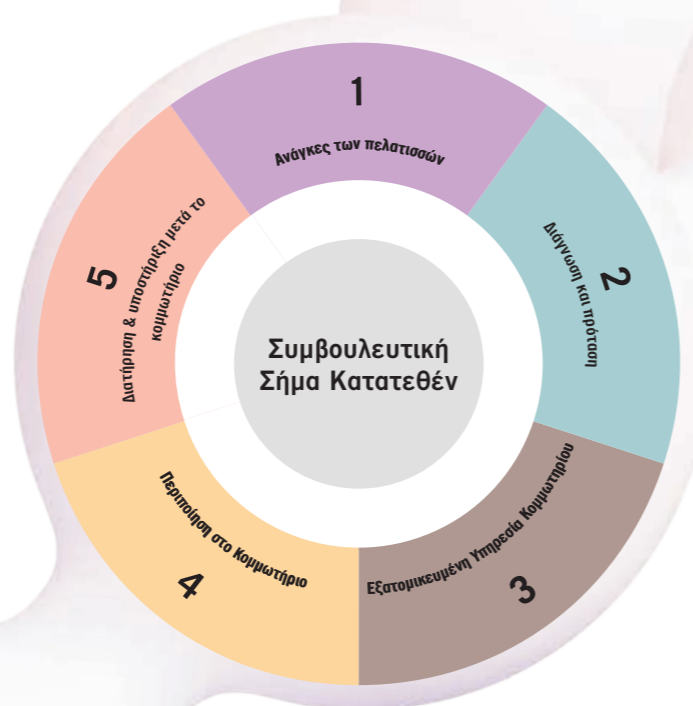 1
Ανάγκες των πελατισσών
2
Διάγνωση και πρόταση
3
Εξατομικευμένη Υπηρεσία Κομμωτηρίου
4
Περιποίηση στο Κομμωτήριο
5
Διατήρηση & υποστήριξη μετά το
κομμωτήριο
Συμβουλευτική
Σήμα Κατατεθέν